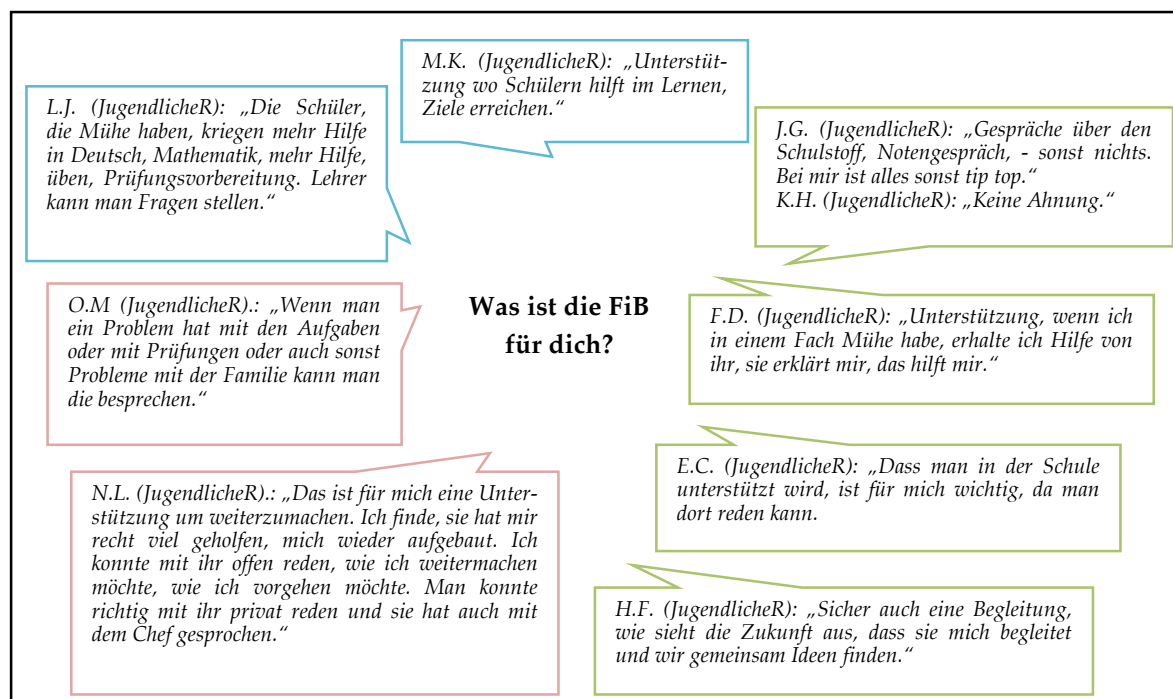 M.K. (JugendlicheR): „Unterstüt-
zung wo Schülern hilft im Lernen,
Ziele erreichen.“
L.J. (JugendlicheR): „Die Schüler,
die Mühe haben, kriegen mehr Hilfe
in Deutsch, Mathematik, mehr Hilfe,
üben, Prüfungsvorbereitung. Lehrer
kann man Fragen stellen.“
J.G. (JugendlicheR): „Gespräche über den
Schulstoff, Notengespräch, - sonst nichts.
Bei mir ist alles sonst tip top.“
K.H. (JugendlicheR): „Keine Ahnung.“
O.M (JugendlicheR).: „Wenn man
ein Problem hat mit den Aufgaben
oder mit Prüfungen oder auch sonst
Probleme mit der Familie kann man
die besprechen.“
Was ist die FiB
für dich?
F.D. (JugendlicheR): „Unterstützung, wenn ich
in einem Fach Mühe habe, erhalte ich Hilfe von
ihr, sie erklärt mir, das hilft mir.“
E.C. (JugendlicheR): „Dass man in der Schule
unterstützt wird, ist für mich wichtig, da man
dort reden kann.
N.L. (JugendlicheR).: „Das ist für mich eine Unter-
stützung um weiterzumachen. Ich finde, sie hat mir
recht viel geholfen, mich wieder aufgebaut. Ich
konnte mit ihr offen reden, wie ich weitermachen
möchte, wie ich vorgehen möchte. Man konnte
richtig mit ihr privat reden und sie hat auch mit
dem Chef gesprochen.“
H.F. (JugendlicheR): „Sicher auch eine Begleitung,
wie sieht die Zukunft aus, dass sie mich begleitet
und wir gemeinsam Ideen finden.“